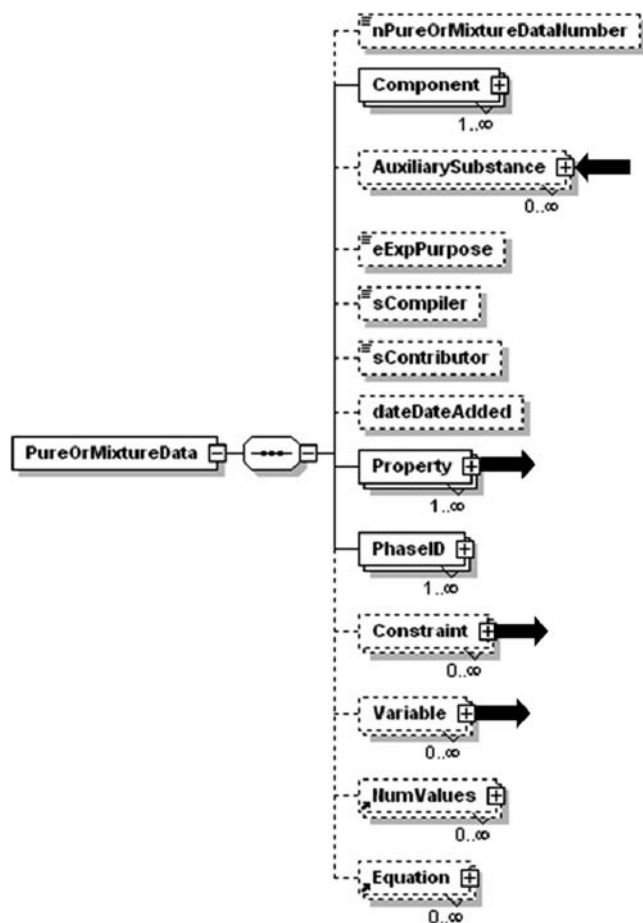 nPureOrMixtureDataNumber
Component
1..∞
AuxiliarySubstance
0..∞
eExpPurpose
sCompiler
sContributor
dateDateAdded
PureOrMixtureData
Property
1..∞
PhaseID
1..∞
Constraint
0..∞
Variable
0..∞
NumValues
0..∞
Equation
0..∞